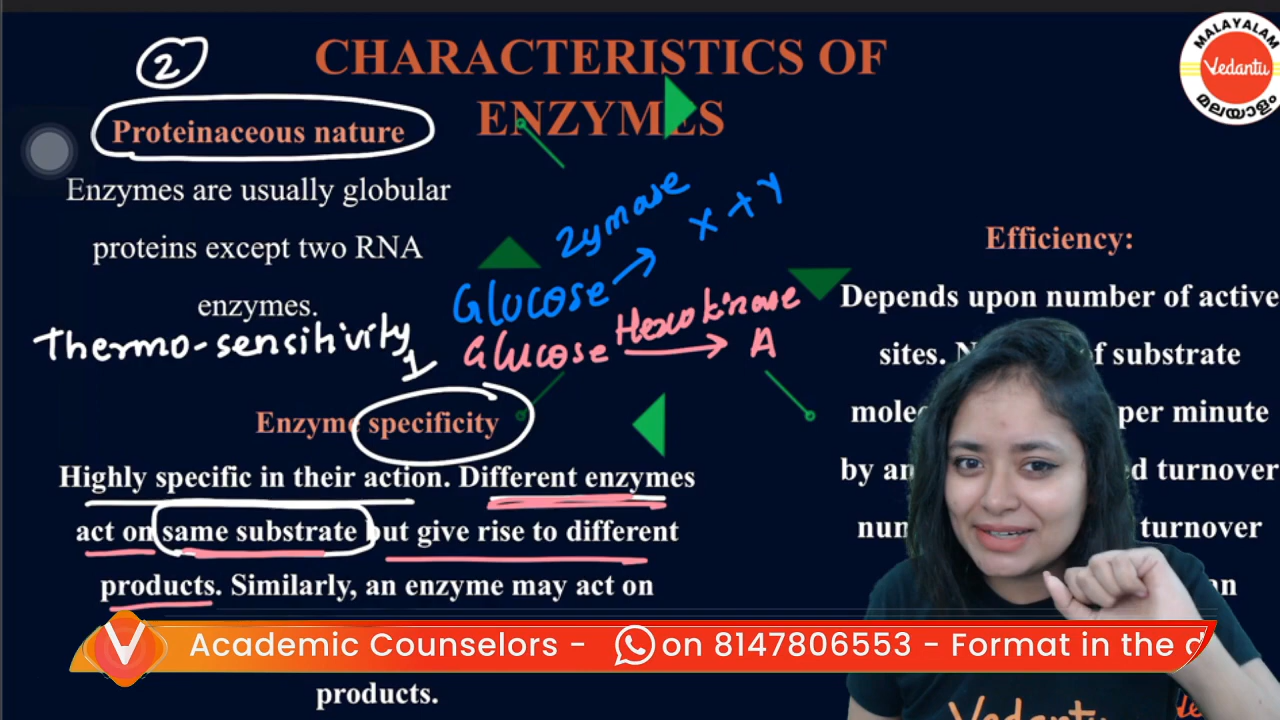 CHARACTERISTICS OF
ENZYMES
2
Proteinaceous nature
Enzymes are usually globular
proteins except two RNA
enzymes.
Thermo-sensitivity
Zymase
Glucose → X + Y
Hexokinase
Glucose → A
1
Enzyme specificity
Highly specific in their action. Different enzymes
act on same substrate but give rise to different
products. Similarly, an enzyme may act on
products.
Efficiency:
Depends upon number of active
sites. of substrate
per minute
by turnover
turnover
MALAYALAM
Vedantu
മലയാളം
V Academic Counselors - on 8147806553 - Format in the
Vedantu